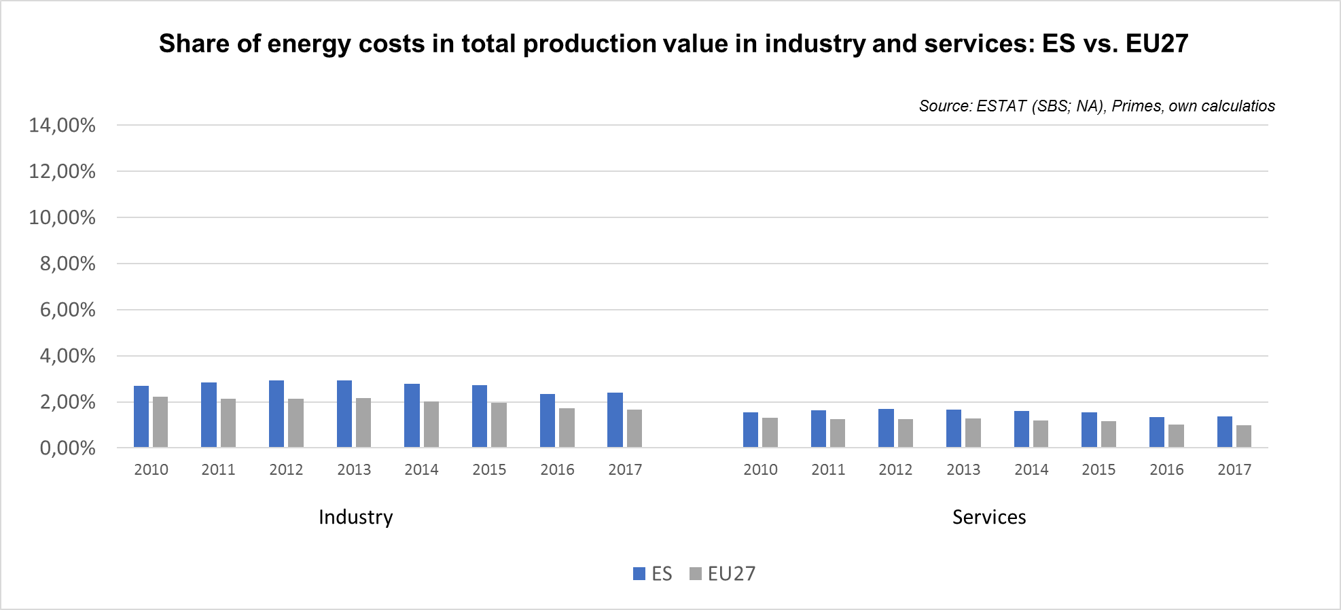 Share of energy costs in total production value in industry and services: ES vs. EU27
Source: ESTAT (SBS; NA), Primes, own calculatios
14,00%
12,00%
10,00%
8,00%
6,00%
4,00%
2,00%
0,00%
2010 2011 2012 2013 2014 2015 2016 2017 2010 2011 2012 2013 2014 2015 2016 2017
Industry Services
ES EU27